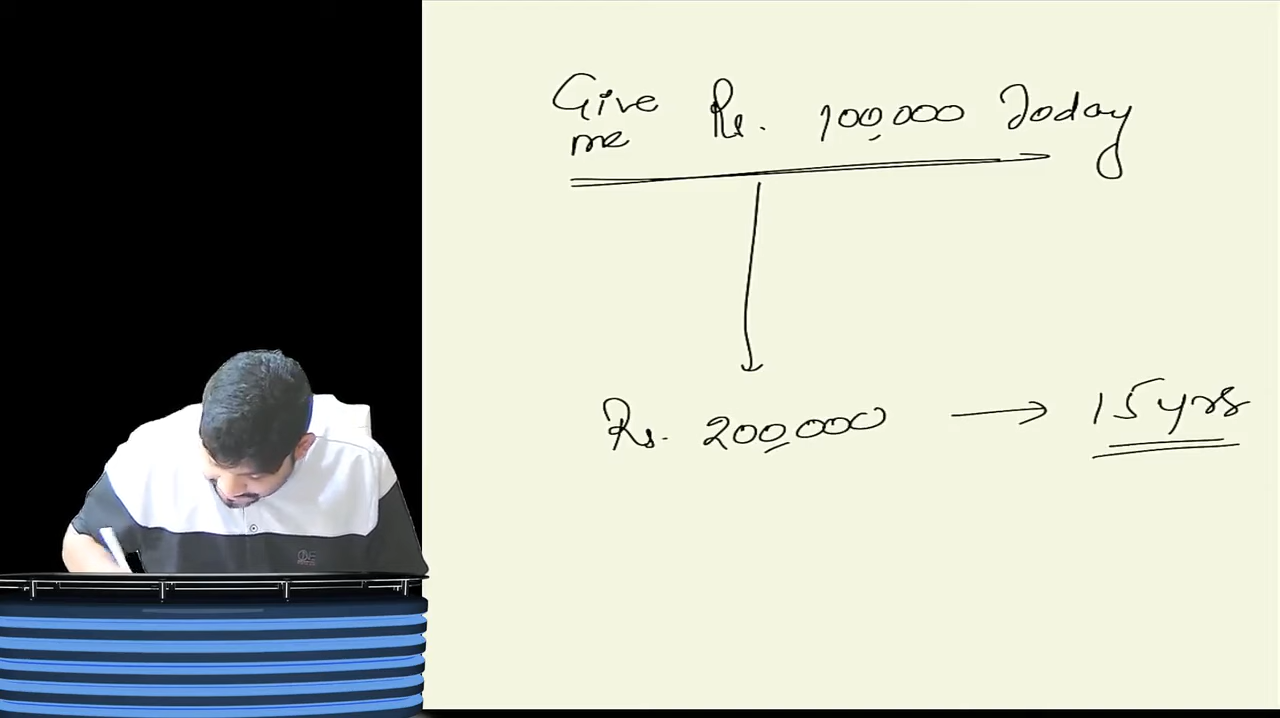 Give me Rs. 100,000 Today
Rs. 200,000 → 15 yrs